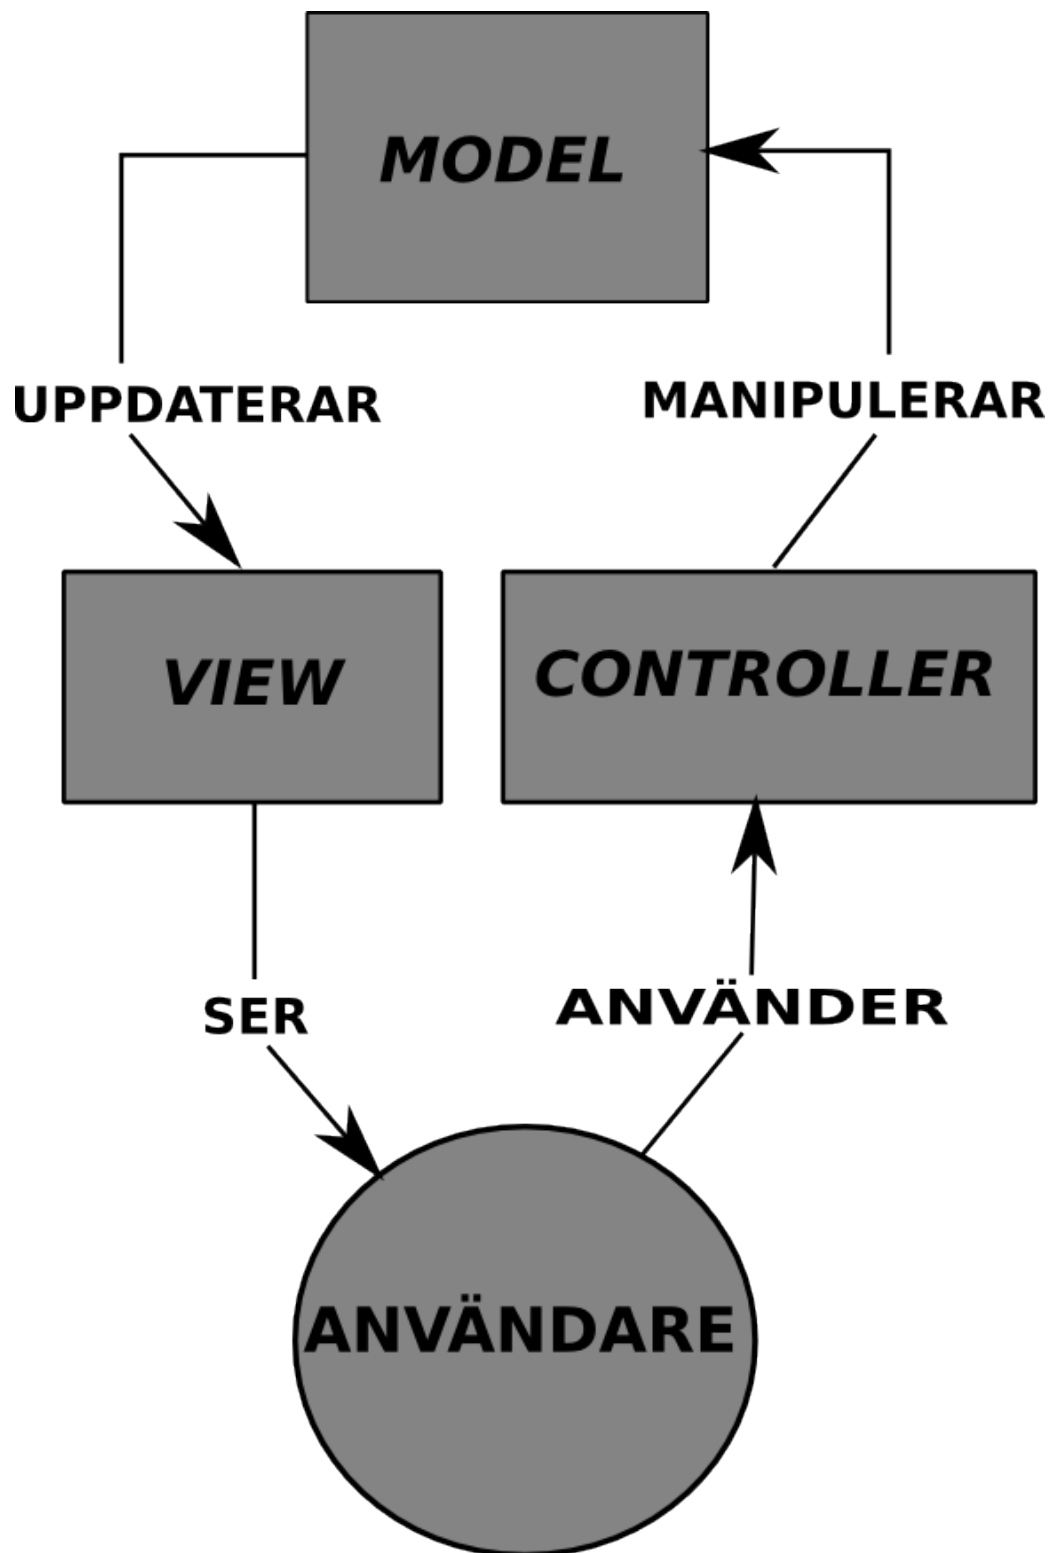 MODEL
UPPDATERAR
MANIPULERAR
VIEW
CONTROLLER
SER
ANVÄNDER
ANVÄNDARE